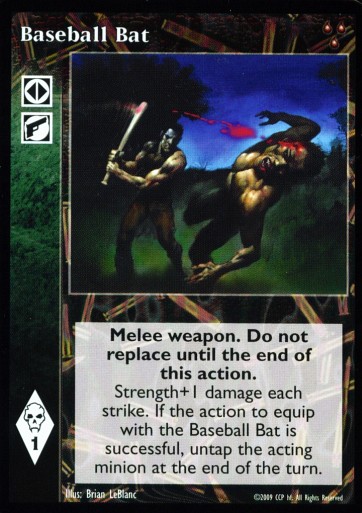 Baseball Bat
Melee weapon. Do not
replace until the end of
this action.
Strength+1 damage each
strike. If the action to equip
with the Baseball Bat is
successful, untap the acting
minion at the end of the turn.
1
Illus: Brian LeBlanc
©2009 CCP hf. All Rights Reserved